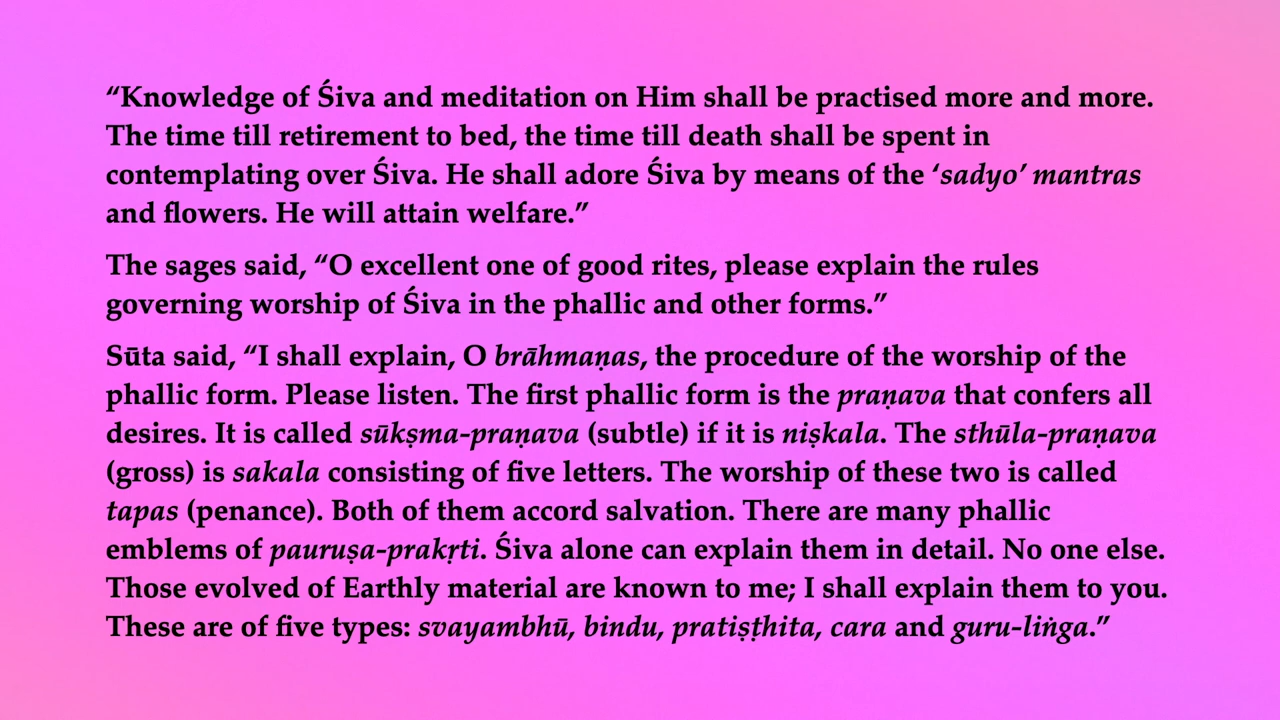 “Knowledge of Śiva and meditation on Him shall be practised more and more.
The time till retirement to bed, the time till death shall be spent in
contemplating over Śiva. He shall adore Śiva by means of the ‘sadyo’ mantras
and flowers. He will attain welfare.”
The sages said, “O excellent one of good rites, please explain the rules
governing worship of Śiva in the phallic and other forms.”
Sūta said, “I shall explain, O brāhmaṇas, the procedure of the worship of the
phallic form. Please listen. The first phallic form is the praṇava that confers all
desires. It is called sūkṣma-praṇava (subtle) if it is niṣkala. The sthūla-praṇava
(gross) is sakala consisting of five letters. The worship of these two is called
tapas (penance). Both of them accord salvation. There are many phallic
emblems of pauruṣa-prakṛti. Śiva alone can explain them in detail. No one else.
Those evolved of Earthly material are known to me; I shall explain them to you.
These are of five types: svayambhū, bindu, pratiṣṭhita, cara and guru-liṅga.”